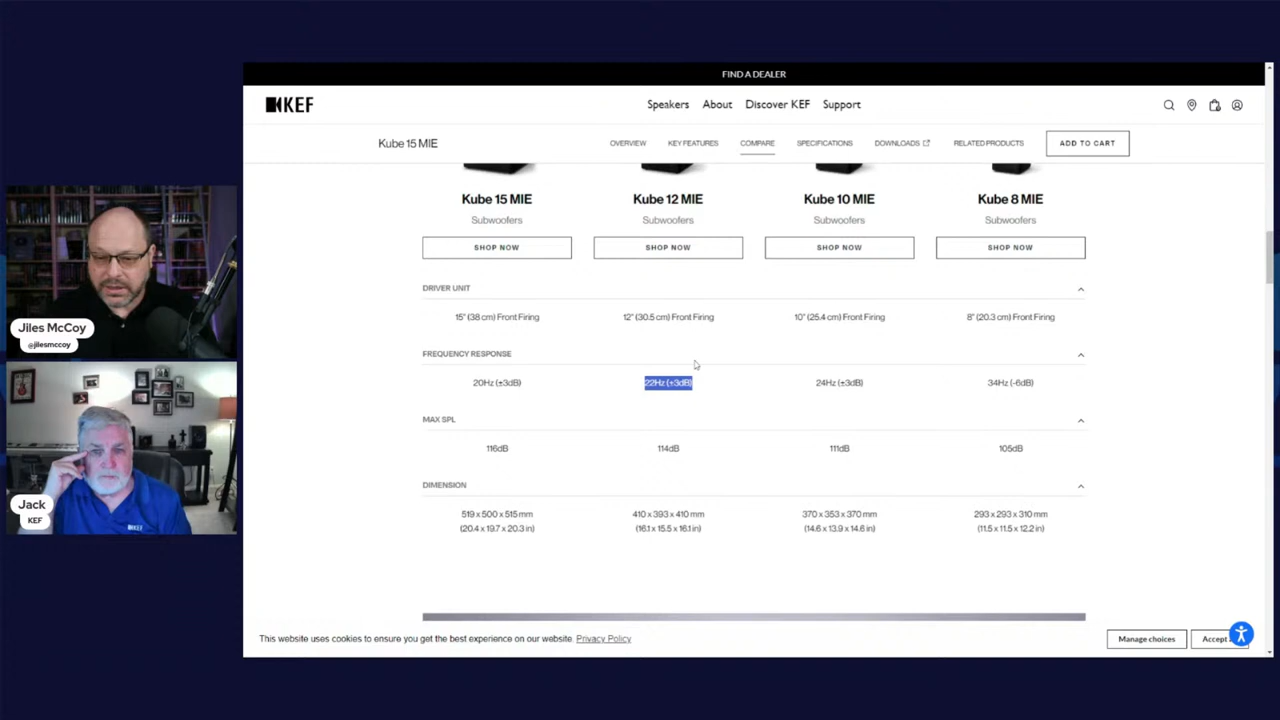 FIND A DEALER
KEF
Speakers About Discover KEF Support
Kube 15 MIE
OVERVIEW KEY FEATURES COMPARE SPECIFICATIONS DOWNLOADS RELATED PRODUCTS ADD TO CART
Kube 15 MIE Kube 12 MIE Kube 10 MIE Kube 8 MIE
Subwoofers Subwoofers Subwoofers Subwoofers
SHOP NOW SHOP NOW SHOP NOW SHOP NOW
DRIVER UNIT
15" (38 cm) Front Firing 12" (30.5 cm) Front Firing 10" (25.4 cm) Front Firing 8" (20.3 cm) Front Firing
FREQUENCY RESPONSE
20Hz (±3dB) 22Hz (±3dB) 24Hz (±3dB) 34Hz (-6dB)
MAX SPL
116dB 114dB 111dB 105dB
DIMENSION
519 x 500 x 515 mm 410 x 393 x 410 mm 370 x 353 x 370 mm 293 x 293 x 310 mm
(20.4 x 19.7 x 20.3 in) (16.1 x 15.5 x 16.1 in) (14.6 x 13.9 x 14.6 in) (11.5 x 11.5 x 12.2 in)
This website uses cookies to ensure you get the best experience on our website. Privacy Policy
Manage choices Accept
Jiles McCoy
@jilesmccoy
Jack
KEF
KEF